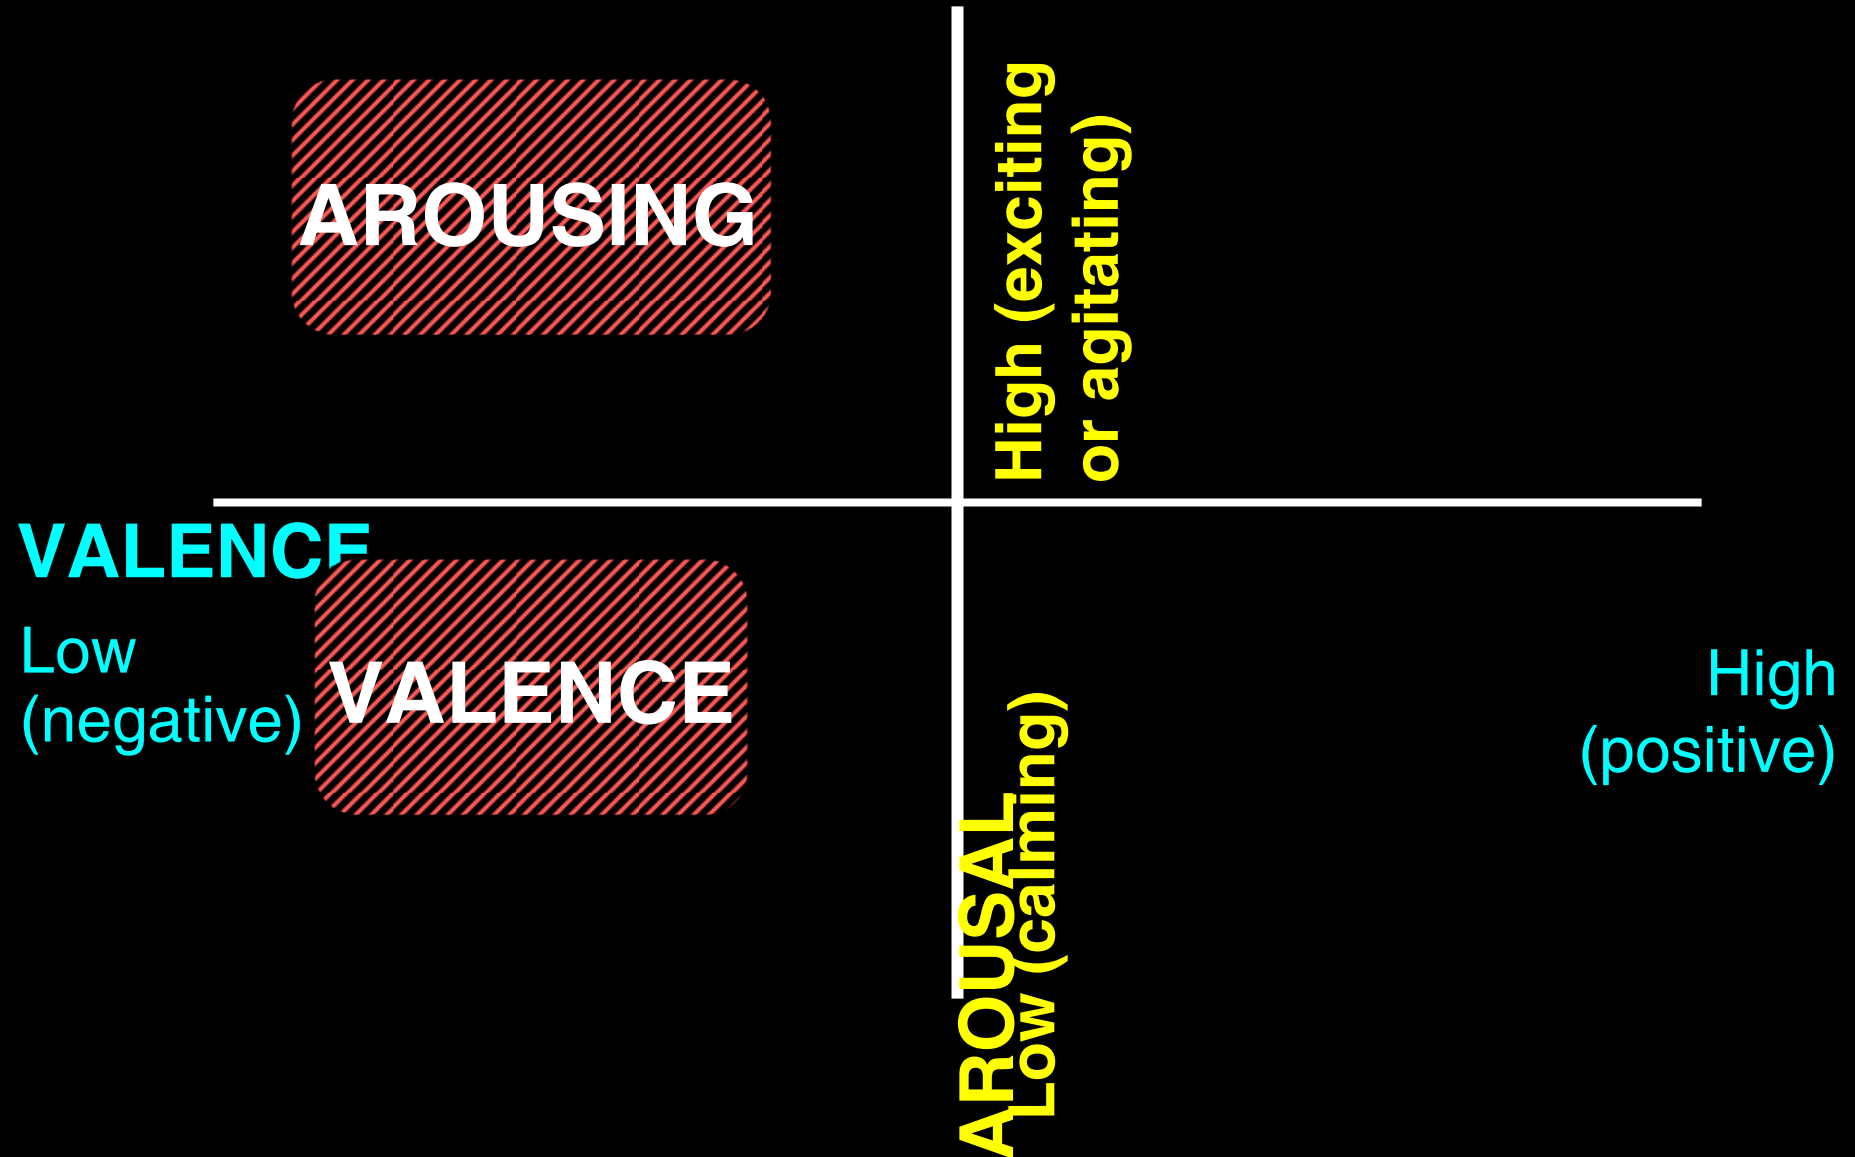 AROUSING
High (exciting
or agitating)
VALENCE
Low
(negative)
VALENCE
High
(positive)
AROUSAL
Low (calming)